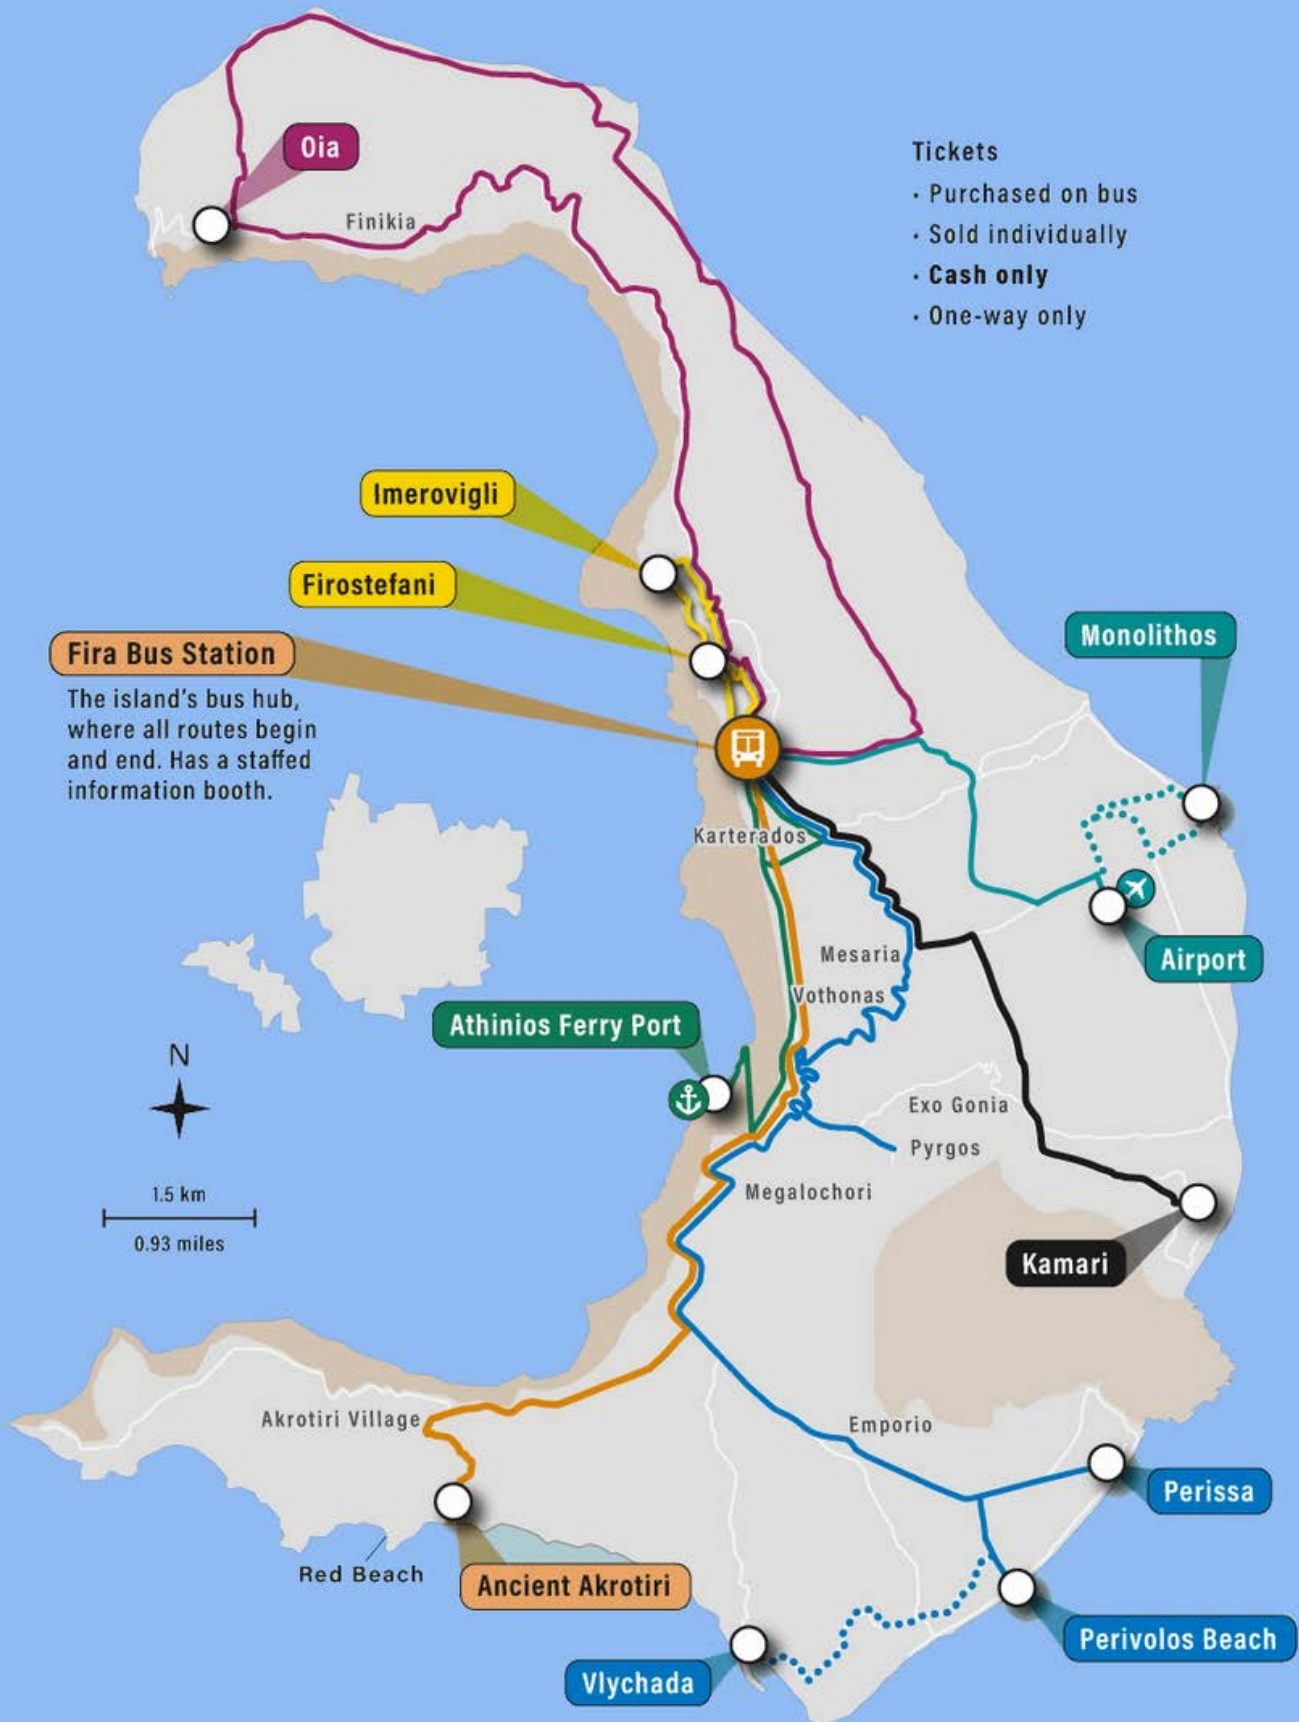 Oia
Finikia
Tickets
· Purchased on bus
· Sold individually
· Cash only
· One-way only
Imerovigli
Firostefani
Fira Bus Station
The island's bus hub,
where all routes begin
and end. Has a staffed
information booth.
Monolithos
Karterados
Airport
Mesaria
Vothonas
Athinios Ferry Port
N
Exo Gonia
Pyrgos
Megalochori
1.5 km
0.93 miles
Kamari
Akrotiri Village
Emporio
Perissa
Red Beach
Ancient Akrotiri
Perivolos Beach
Vlychada